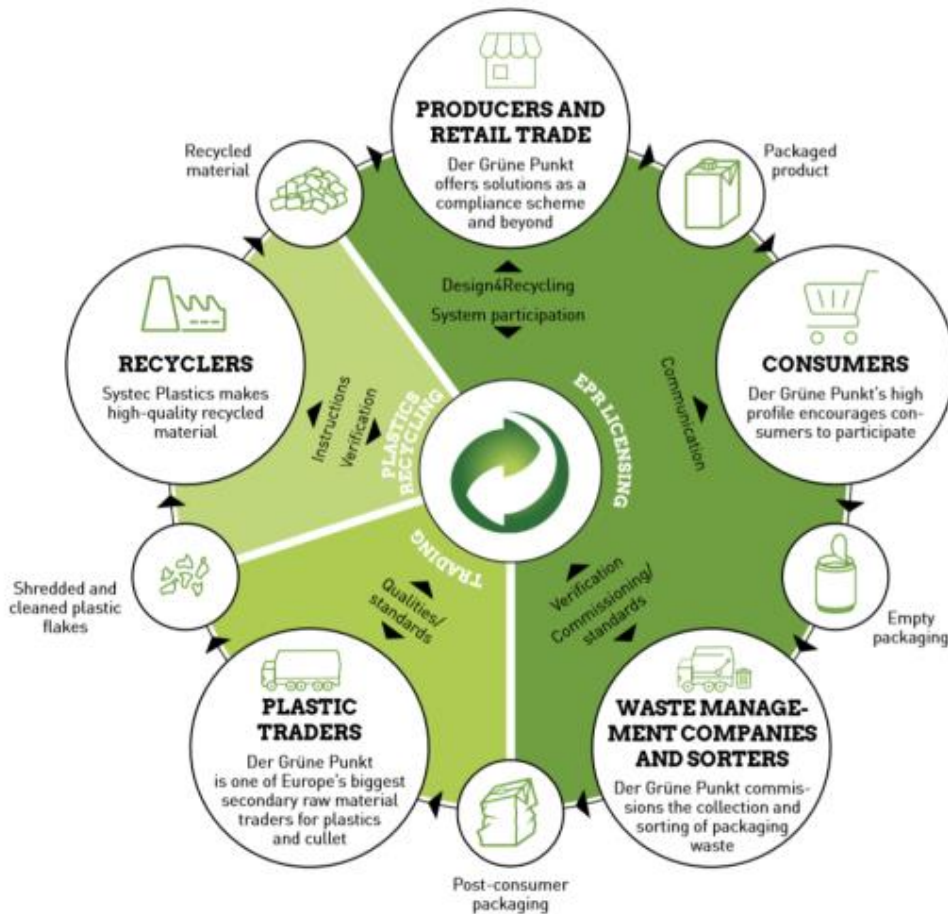 PRODUCERS AND
RETAIL TRADE
Der Grüne Punkt
offers solutions as a
compliance scheme
and beyond
Packaged
product
CONSUMERS
Der Grüne Punkt's high
profile encourages con-
sumers to participate
Empty
packaging
WASTE MANAGE-
MENT COMPANIES
AND SORTERS
Der Grüne Punkt commis-
sions the collection and
sorting of packaging
waste
Post-consumer
packaging
PLASTIC
TRADERS
Der Grüne Punkt
is one of Europe's biggest
secondary raw material
traders for plastics
and cullet
Shredded and
cleaned plastic
flakes
RECYCLERS
Systec Plastics makes
high-quality recycled
material
Recycled
material
Design4Recycling
System participation
EPR LICENSING
Communication
Verification
Commissioning/
standards
TRADING
Qualities/
standards
PLASTICS
RECYCLING
Instructions
Verification